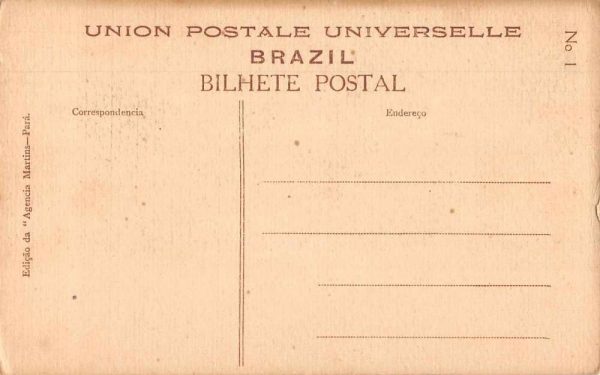 UNION POSTALE UNIVERSELLE
BRAZIL
BILHETE POSTAL
No 1
Correspondencia
Endereço
Edição da "Agencia Martins—Pará.